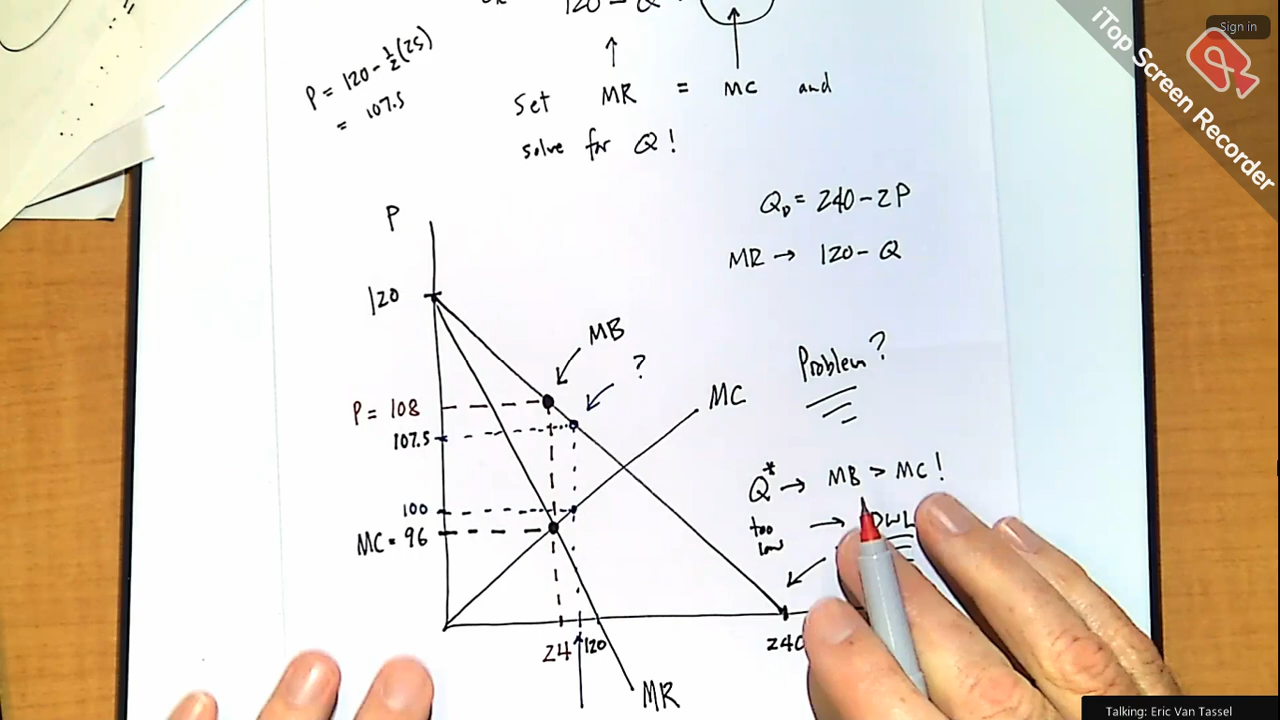 120 - Q
P = 120 - 1/2(25)
= 107.5
↑
Set MR = MC and
solve for Q!
Q_D = 240 - 2P
MR → 120 - Q
P
120
MB
?
Problem?
MC
P = 108
107.5
100
MC = 96
Q* → MB > MC!
too low → DWL
24
120
240
MR
iTop Screen Recorder
Sign in
Talking: Eric Van Tassel